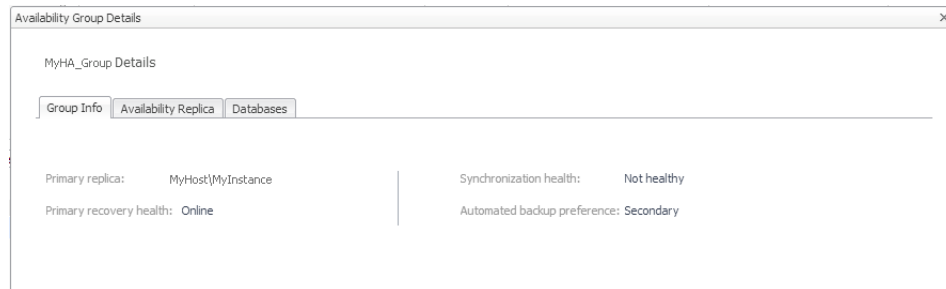 Availability Group Details
MyHA_Group Details
Group Info Availability Replica Databases
Primary replica: MyHost\MyInstance Synchronization health: Not healthy
Primary recovery health: Online Automated backup preference: Secondary